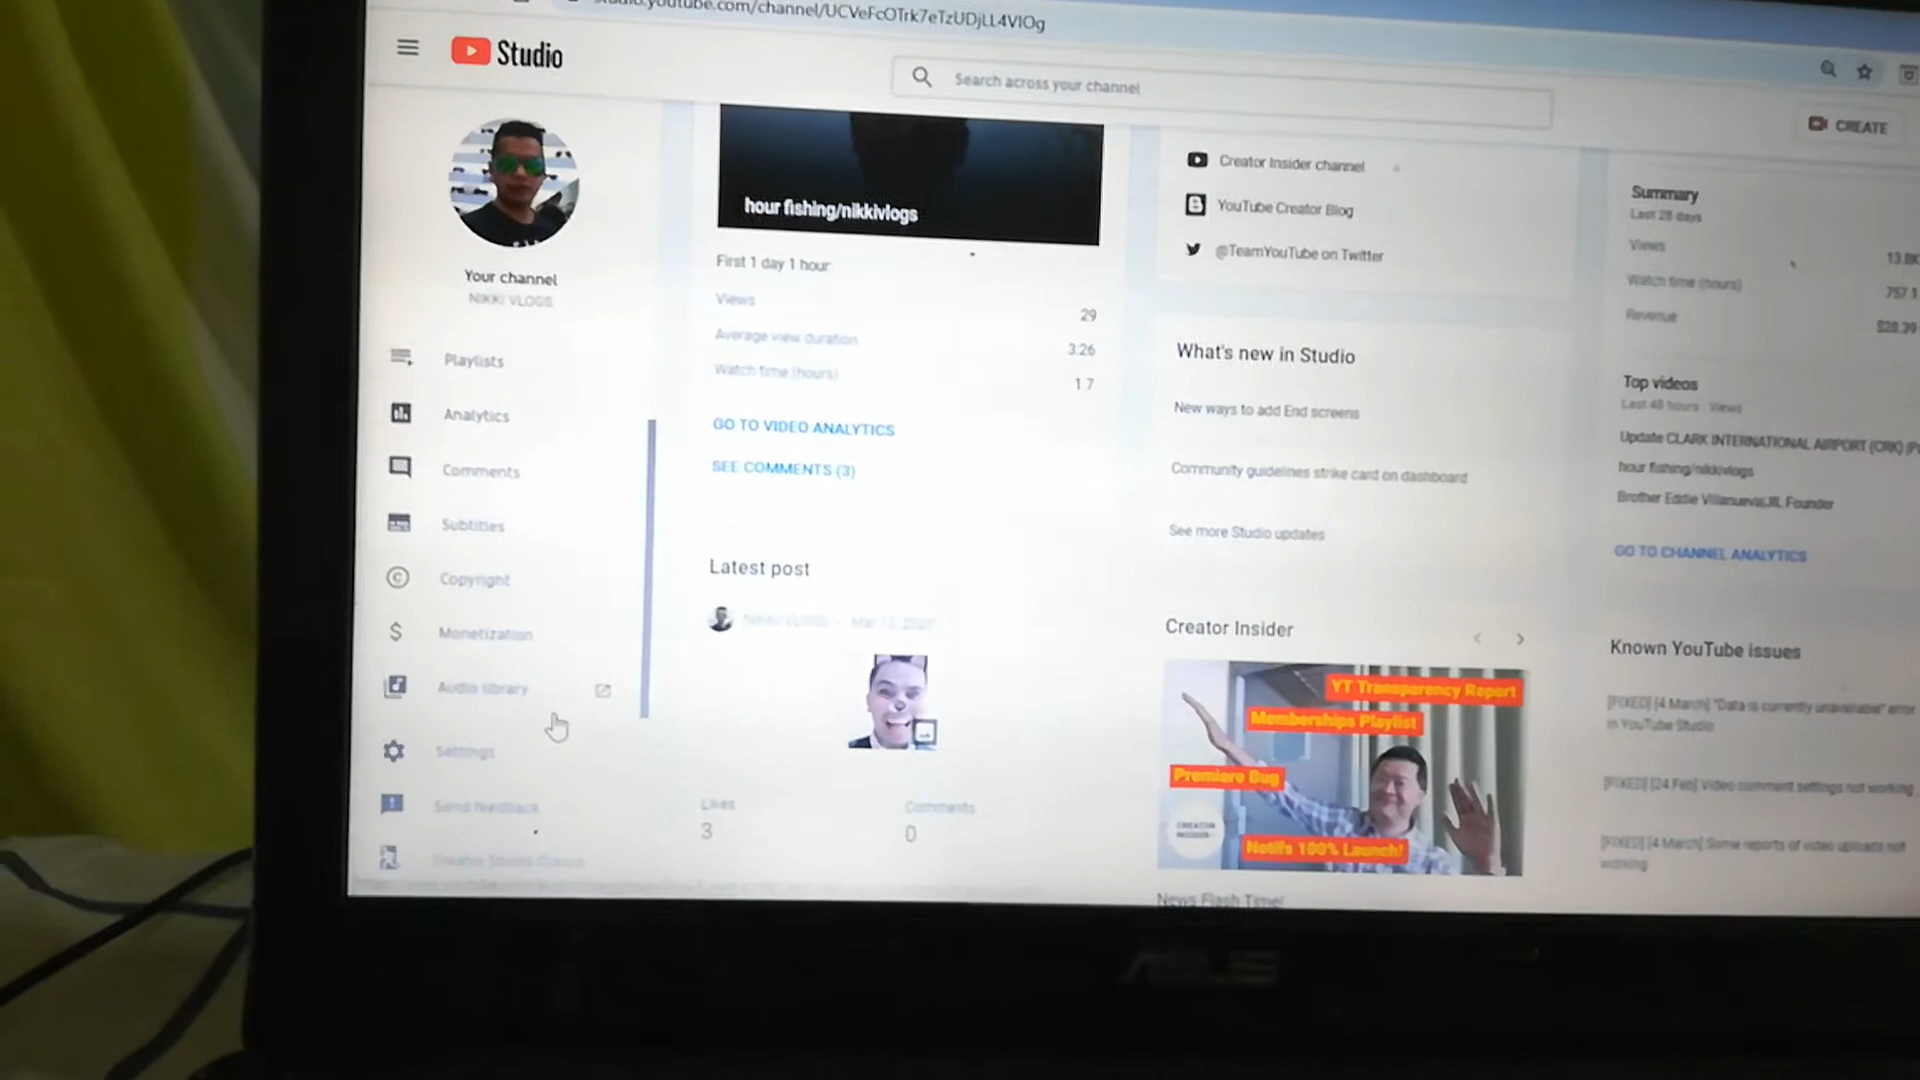 studio.youtube.com/channel/UCVeFcOTrk7eTzUDjLL4VIOg
Studio
Search across your channel
CREATE
Your channel
NIKKI VLOGS
Playlists
Analytics
Comments
Subtitles
Copyright
Monetization
Audio library
Settings
Send feedback
hour fishing/nikkivlogs
First 1 day 1 hour
Views
29
Average view duration
3:26
Watch time (hours)
1.7
GO TO VIDEO ANALYTICS
SEE COMMENTS (3)
Latest post
Nikki VLOGS Mar 13, 2020
Likes
3
Comments
0
Creator Insider channel
YouTube Creator Blog
@TeamYouTube on Twitter
What's new in Studio
New ways to add End screens
Community guidelines strike card on dashboard
See more Studio updates
Creator Insider
YT Transparency Report
Memberships Playlist
Premiere Bug
CREATOR INSIDER
Notifs 100% Launch!
News Flash Time!
Summary
Last 28 days
Views
13.8K
Watch time (hours)
757.1
Revenue
$28.39
Top videos
Last 48 hours · Views
Update CLARK INTERNATIONAL AIRPORT (CRK)
hour fishing/nikkivlogs
Brother Eddie Villanueva,JIL Founder
GO TO CHANNEL ANALYTICS
Known YouTube issues
[FIXED] [4 March] "Data is currently unavailable" error
in YouTube Studio
[FIXED] [24 Feb] Video comment settings not working
[FIXED] [4 March] Some reports of video uploads not
working
ASUS